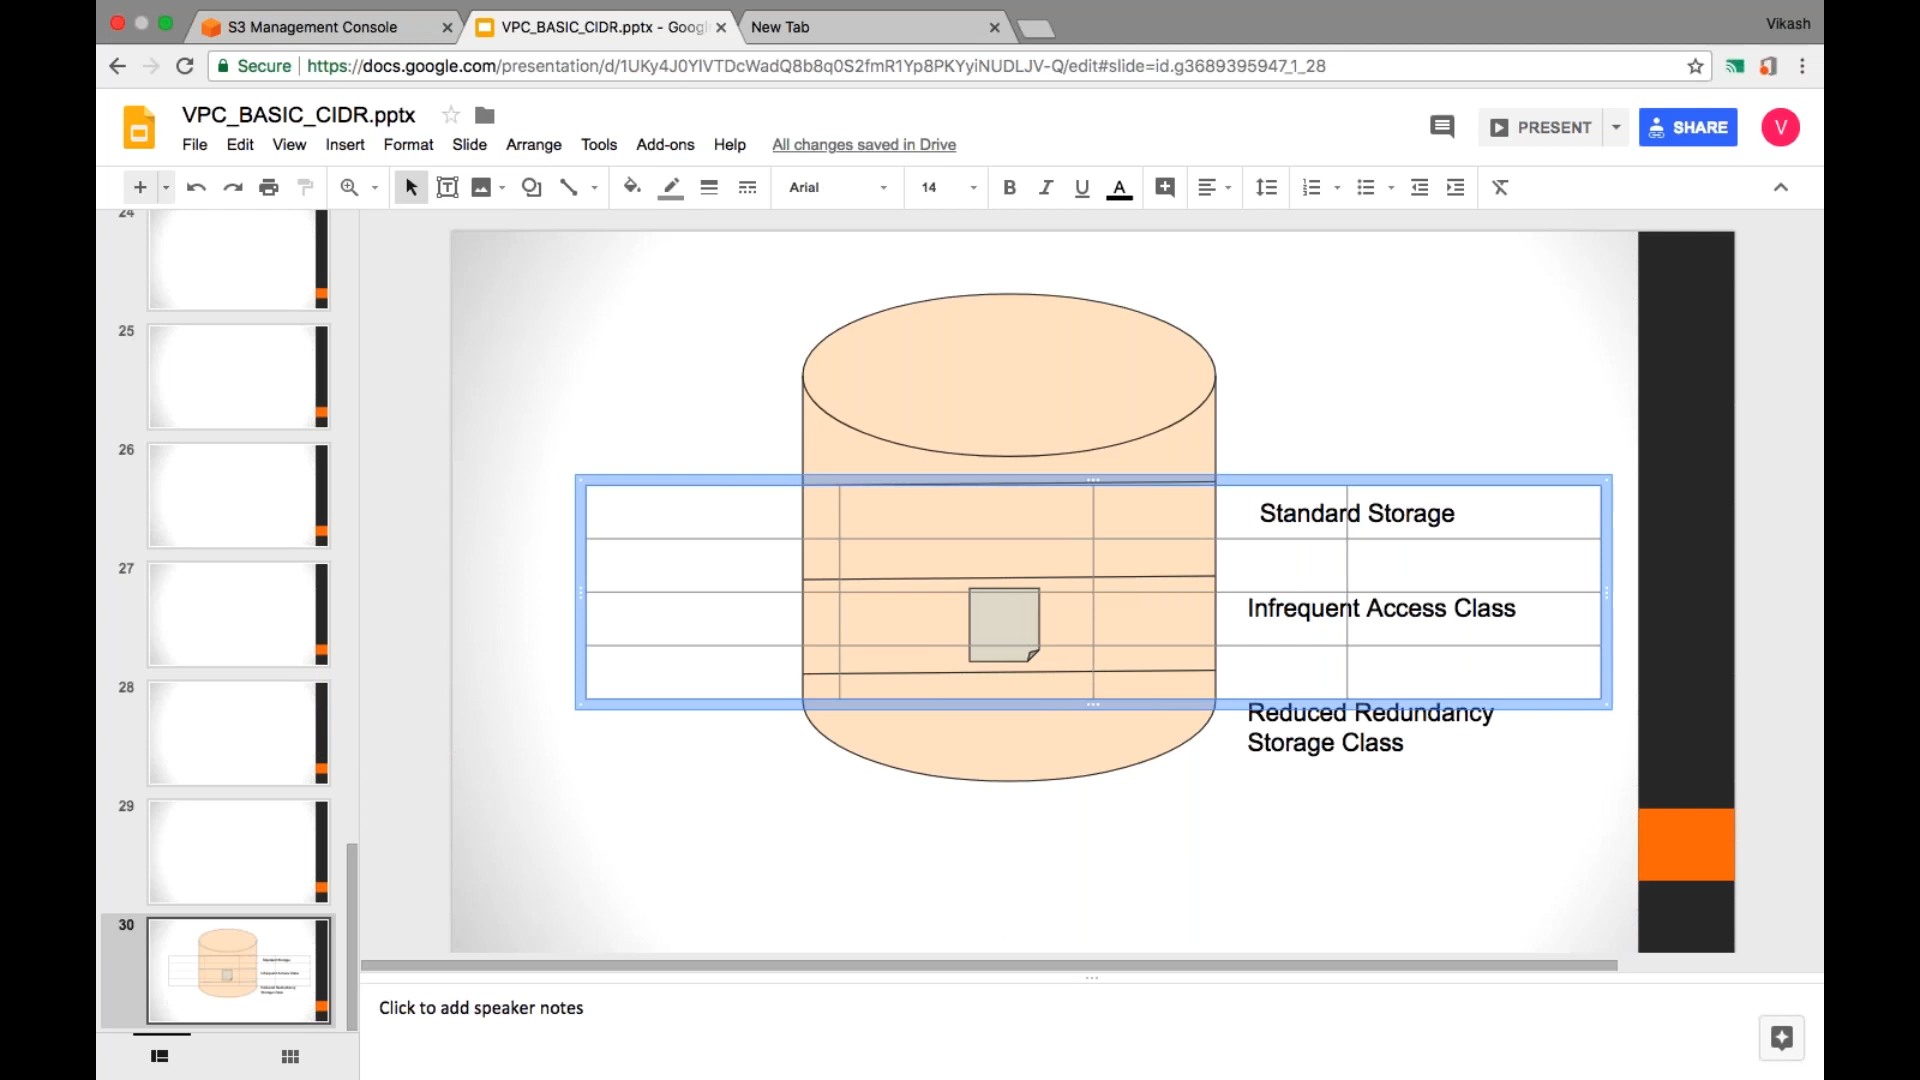 S3 Management Console
VPC_BASIC_CIDR.pptx - Googl
New Tab
Vikash
Secure
https://docs.google.com/presentation/d/1UKy4J0YlVTDcWadQ8b8q0S2fmR1Yp8PKYyiNUDLJV-Q/edit#slide=id.g3689395947_1_28
VPC_BASIC_CIDR.pptx
PRESENT
SHARE
V
File Edit View Insert Format Slide Arrange Tools Add-ons Help All changes saved in Drive
Arial 14 B I U A
24
25
26
27
28
29
30
Standard Storage
Infrequent Access Class
Reduced Redundancy
Storage Class
Click to add speaker notes